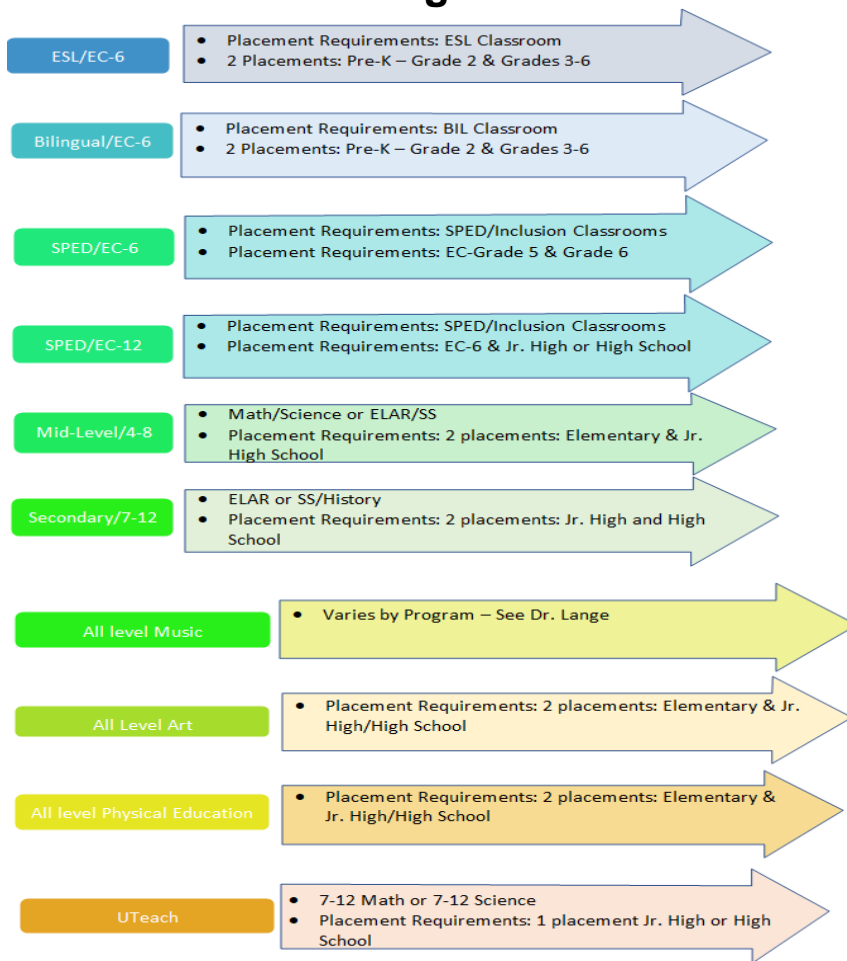 ESL/EC-6
• Placement Requirements: ESL Classroom
• 2 Placements: Pre-K – Grade 2 & Grades 3-6
Bilingual/EC-6
• Placement Requirements: BIL Classroom
• 2 Placements: Pre-K – Grade 2 & Grades 3-6
SPED/EC-6
• Placement Requirements: SPED/Inclusion Classrooms
• Placement Requirements: EC-Grade 5 & Grade 6
SPED/EC-12
• Placement Requirements: SPED/Inclusion Classrooms
• Placement Requirements: EC-6 & Jr. High or High School
Mid-Level/4-8
• Math/Science or ELAR/SS
• Placement Requirements: 2 placements: Elementary & Jr.
High School
Secondary/7-12
• ELAR or SS/History
• Placement Requirements: 2 placements: Jr. High and High
School
All level Music
• Varies by Program – See Dr. Lange
All Level Art
• Placement Requirements: 2 placements: Elementary & Jr.
High/High School
All level Physical Education
• Placement Requirements: 2 placements: Elementary &
Jr. High/High School
UTeach
• 7-12 Math or 7-12 Science
• Placement Requirements: 1 placement Jr. High or High
School